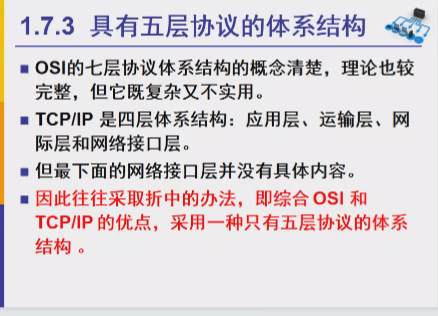 1.7.3 具有五层协议的体系结构
OSI的七层协议体系结构的概念清楚，理论也较
完整，但它既复杂又不实用。
TCP/IP 是四层体系结构：应用层、运输层、网
际层和网络接口层。
但最下面的网络接口层并没有具体内容。
因此往往采取折中的办法，即综合 OSI 和
TCP/IP 的优点，采用一种只有五层协议的体系
结构 。